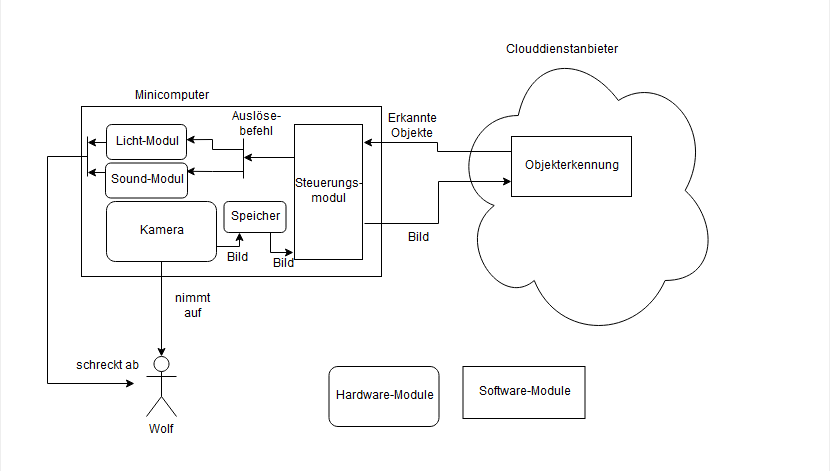 Clouddienstanbieter
Minicomputer
Auslöse-
befehl
Erkannte
Objekte
Licht-Modul
Sound-Modul
Steuerungs-
modul
Objekterkennung
Kamera
Speicher
Bild
Bild
Bild
nimmt
auf
schreckt ab
Wolf
Hardware-Module
Software-Module